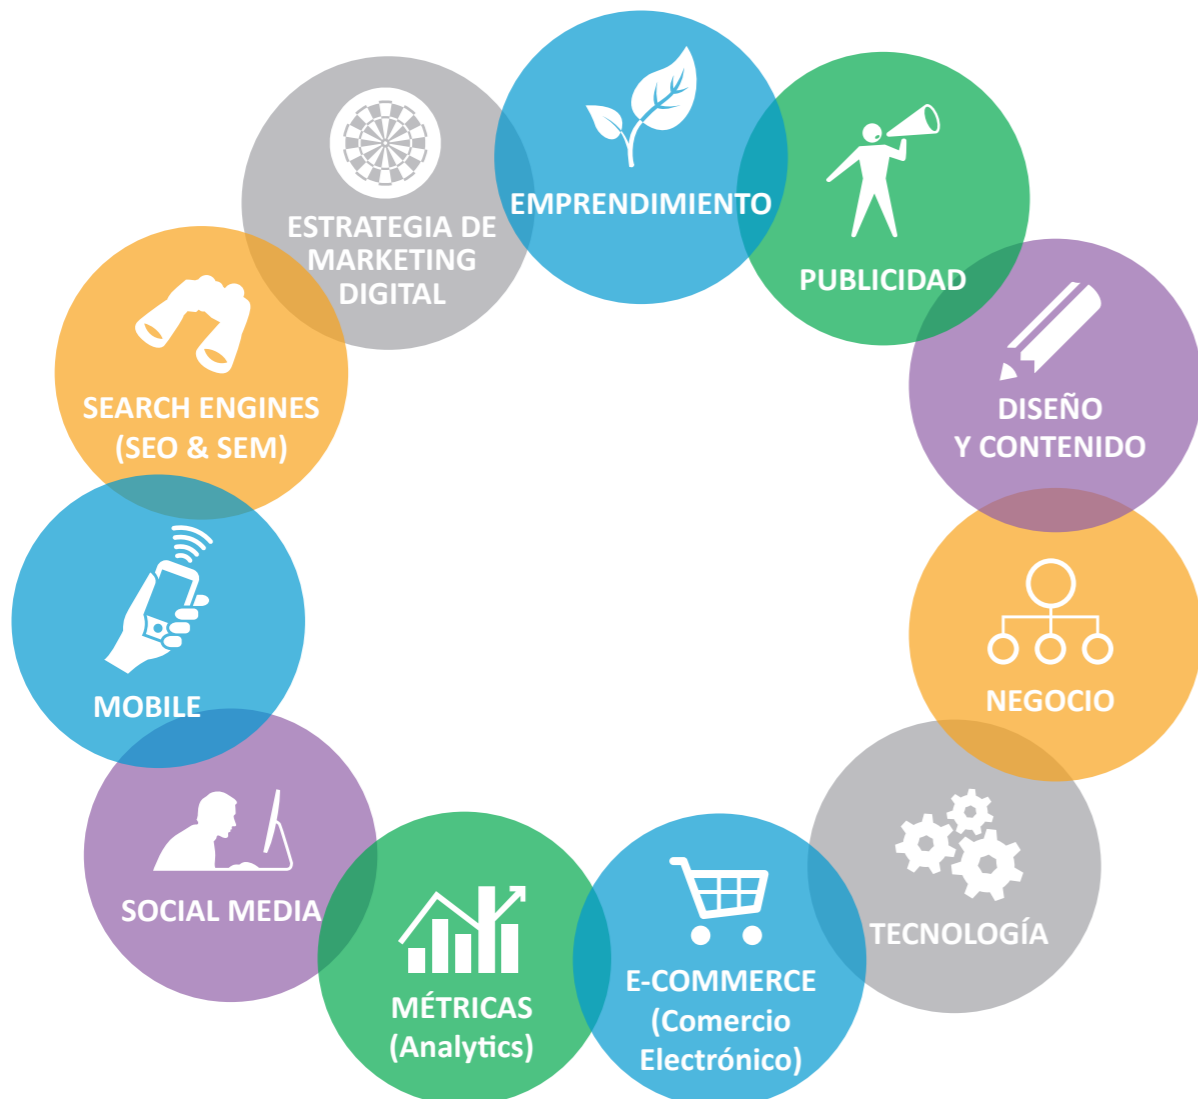 EMPRENDIMIENTO
PUBLICIDAD
DISEÑO
Y CONTENIDO
NEGOCIO
TECNOLOGÍA
E-COMMERCE
(Comercio
Electrónico)
MÉTRICAS
(Analytics)
SOCIAL MEDIA
MOBILE
SEARCH ENGINES
(SEO & SEM)
ESTRATEGIA DE
MARKETING
DIGITAL